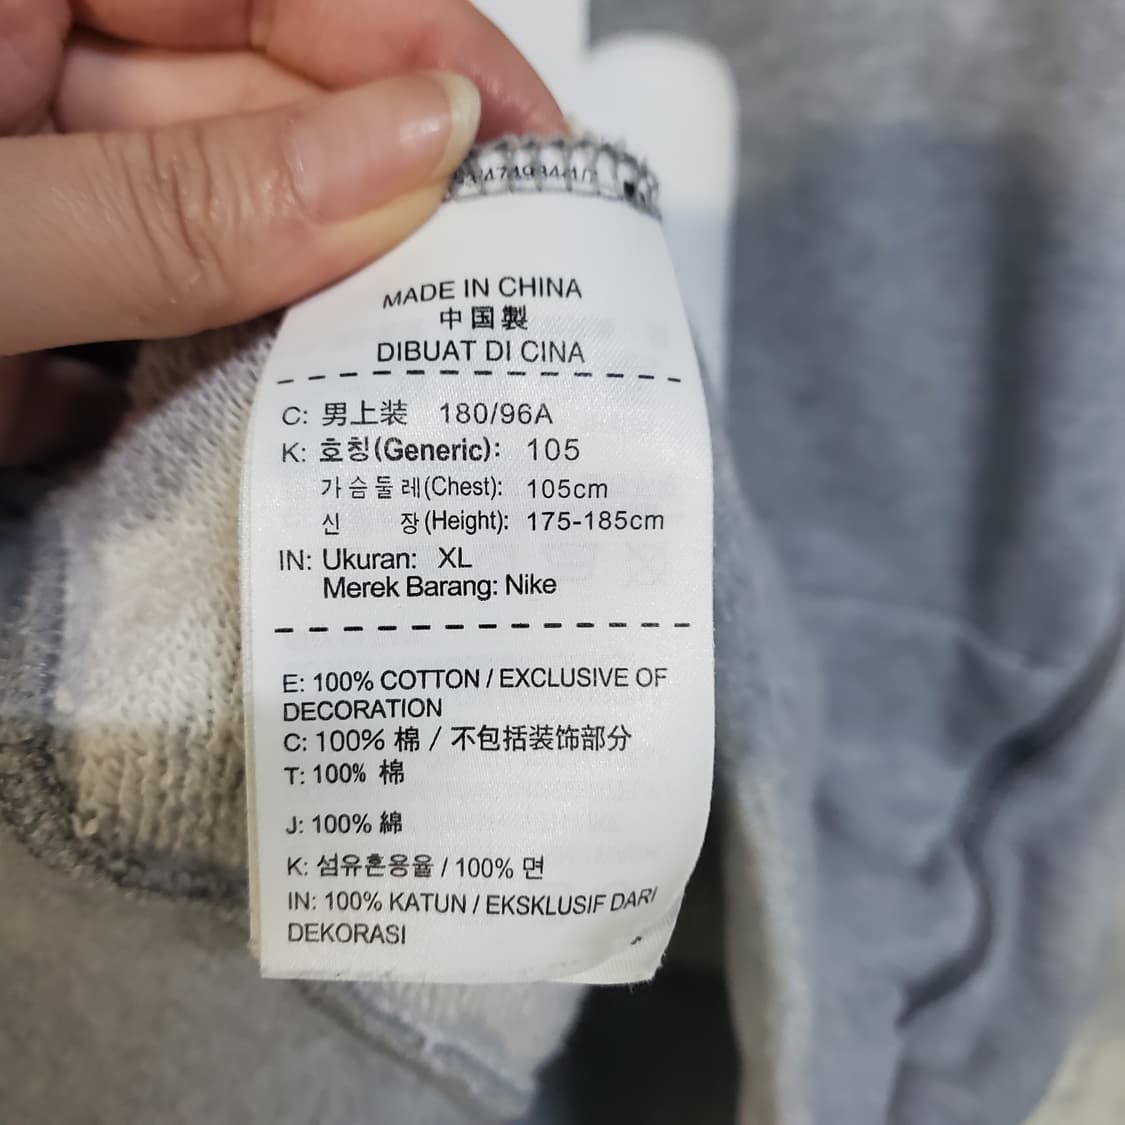 MADE IN CHINA
中国製
DIBUAT DI CINA
C: 男上装 180/96A
K: 호칭(Generic): 105
가슴둘레(Chest): 105cm
신 장(Height): 175-185cm
IN: Ukuran: XL
Merek Barang: Nike
E: 100% COTTON / EXCLUSIVE OF
DECORATION
C: 100% 棉 / 不包括装饰部分
T: 100% 棉
J: 100% 綿
K: 섬유혼용율 / 100% 면
IN: 100% KATUN / EKSKLUSIF DARI
DEKORASI